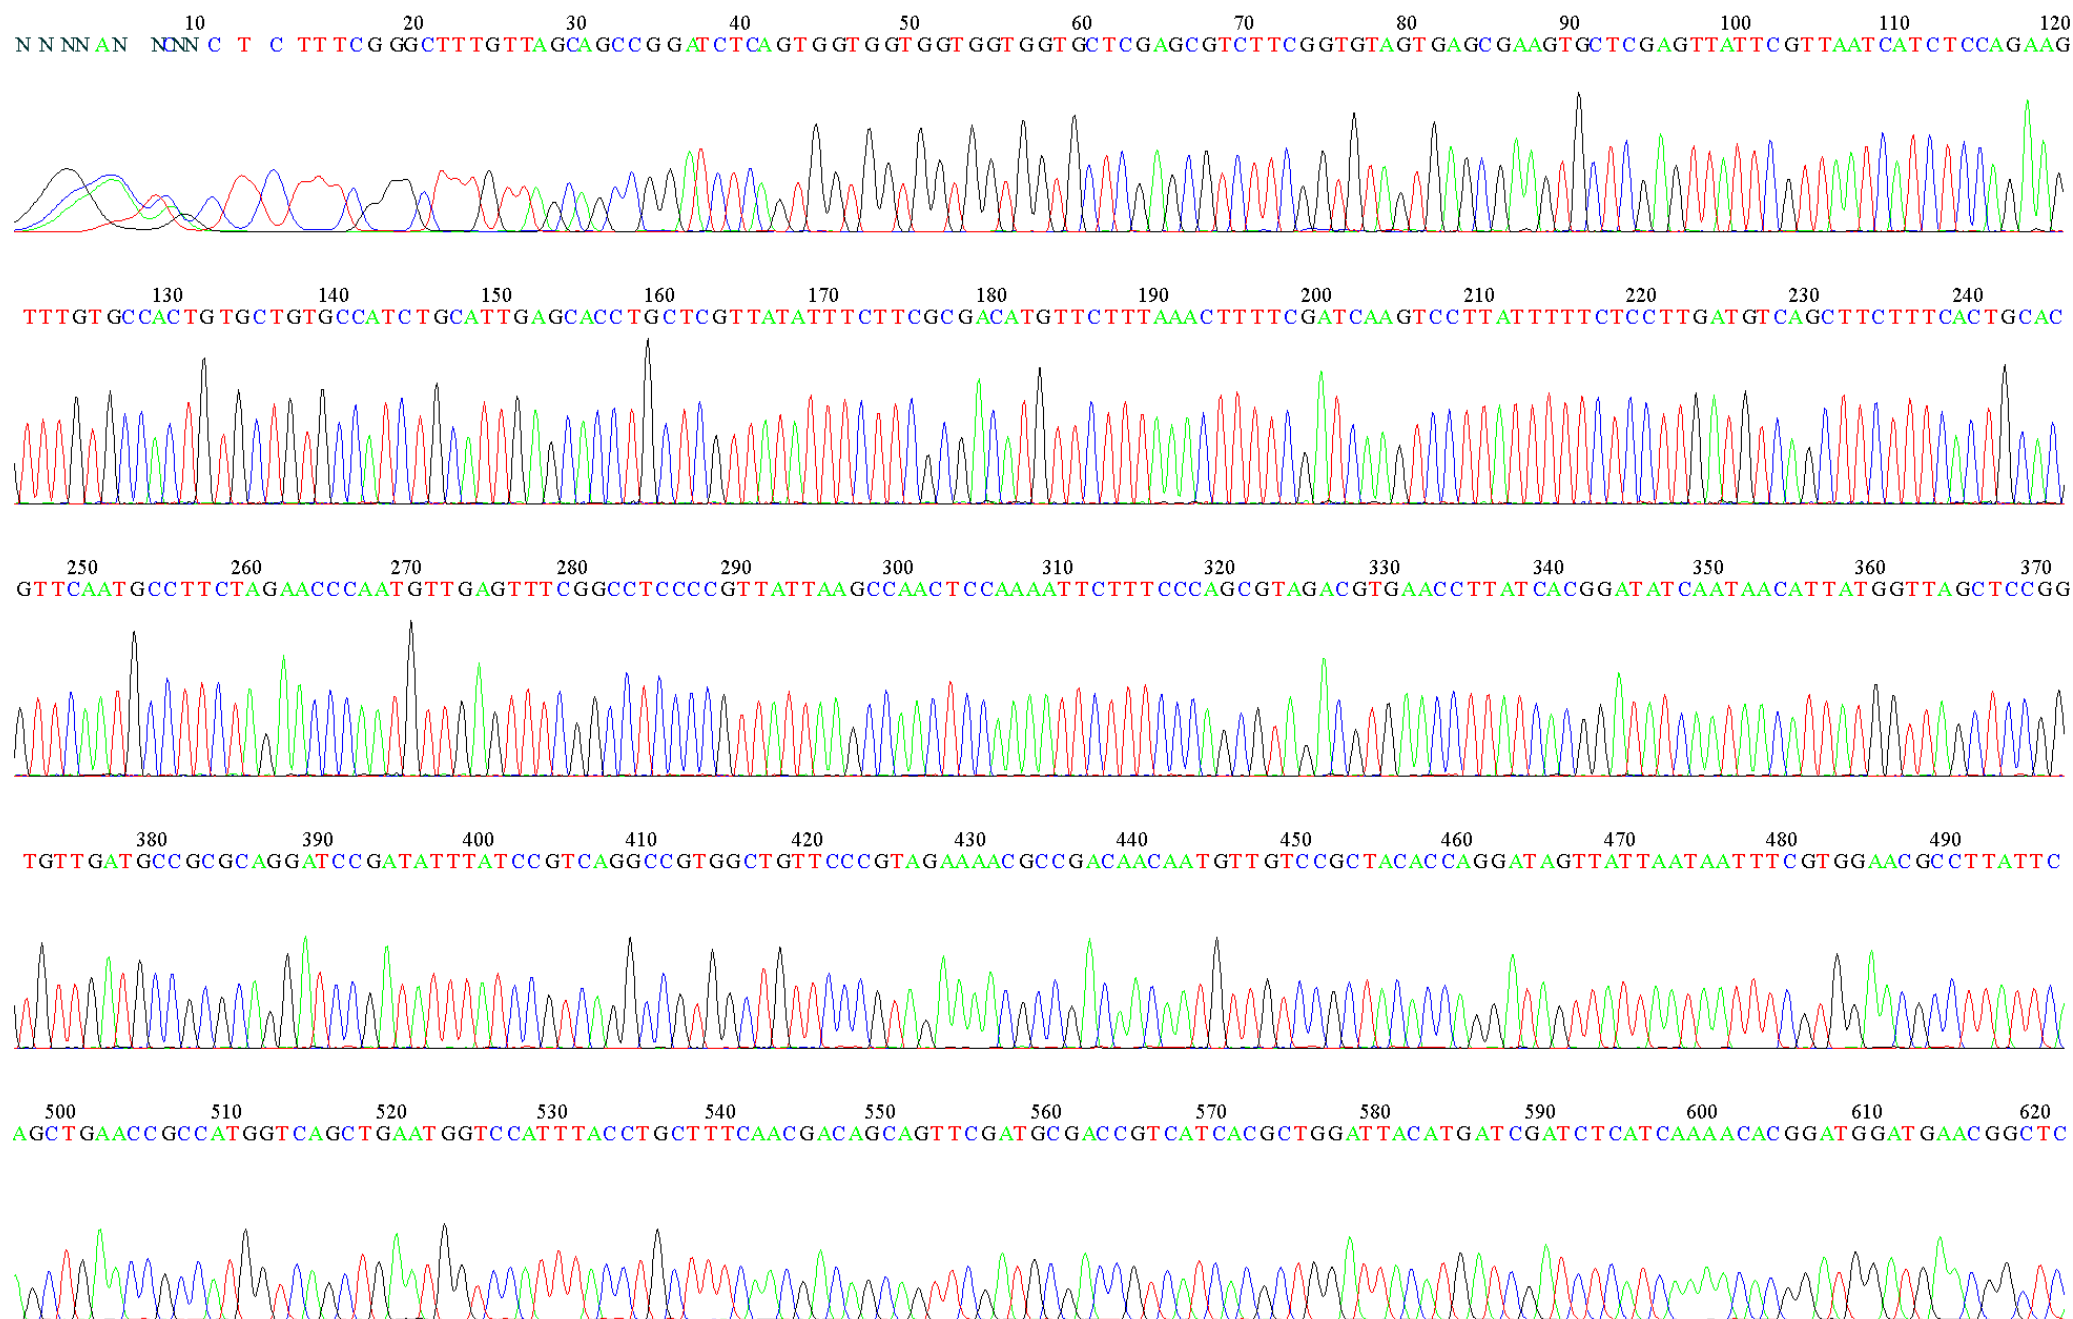 10 20 30 40 50 60 70 80 90 100 110 120
N N NNAN NCNN C T C TTTCG GGCTTTGTTAGCAGCCGGATCTCAGTGGTGGTGGTGGTGGTGCTCGAGCGTCTTCGGTGTAGTGAGCGAAGTGCTCGAGTTATTCGTTAATCATCTCCAGAAG
130 140 150 160 170 180 190 200 210 220 230 240
TTTGTGCCACTGTGCTGTGCCATCTGCATTGAGCACCTGCTCGTTATATTTCTTCGCGACATGTTCTTTAAACTTTTCGATCAAGTCCTTATTTTTCTCCTTGATGTCAGCTTCTTTCACTGCAC
250 260 270 280 290 300 310 320 330 340 350 360 370
GTTCAATGCCTTCTAGAACCCAATGTTGAGTTTCGGCCTCCCCGTTATTAAGCCAACTCCAAAATTCTTTCCCAGCGTAGACGTGAACCTTATCACGGATATCAATAACATTATGGTTAGCTCCGG
380 390 400 410 420 430 440 450 460 470 480 490
TGTTGATGCCGCGCAGGATCCGATATTTATCCGTCAGGCCGTGGCTGTTCCCGTAGAAAACGCCGACAACAATGTTGTCCGCTACACCAGGATAGTTATTAATAATTTCGTGGAACGCCTTATTC
500 510 520 530 540 550 560 570 580 590 600 610 620
AGCTGAACCGCCATGGTCAGCTGAATGGTCCATTTACCTGCTTTCAACGACAGCAGTTCGATGCGACCGTCATCACGCTGGATTACATGATCGATCTCATCAAAACACGGATGGATGAACGGCTC